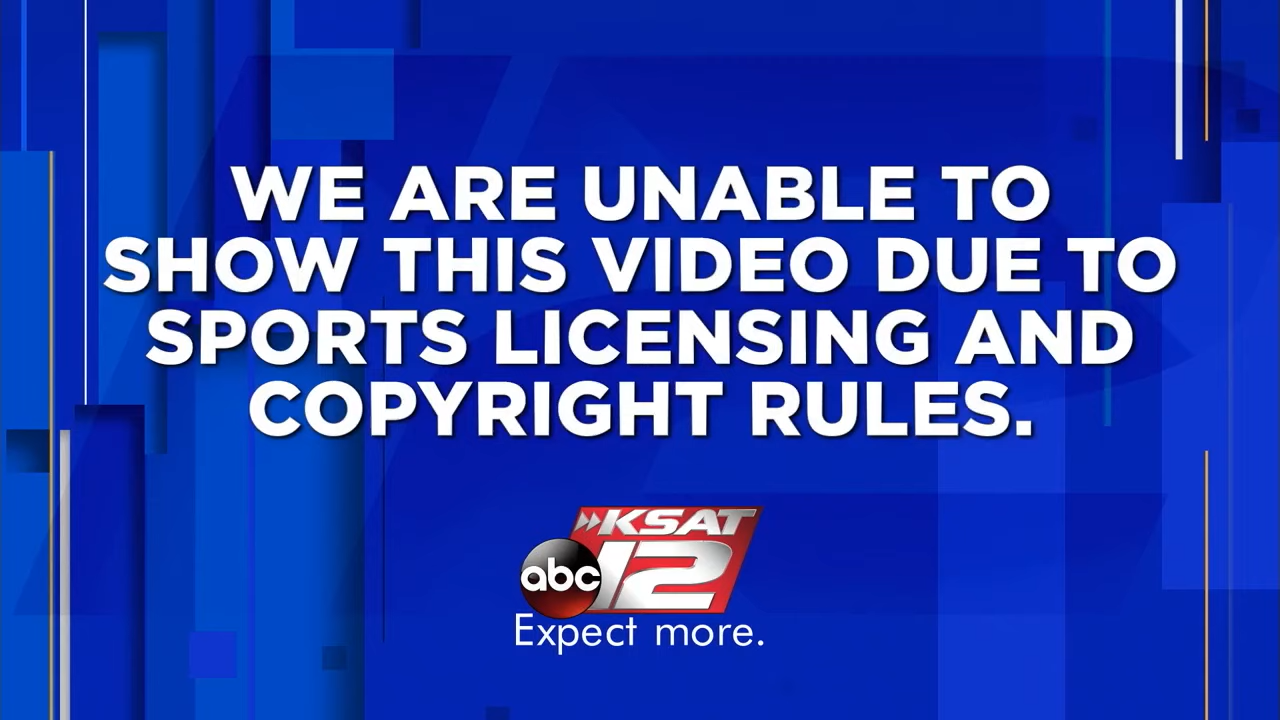 WE ARE UNABLE TO
SHOW THIS VIDEO DUE TO
SPORTS LICENSING AND
COPYRIGHT RULES.
KSAT
abc 12
Expect more.